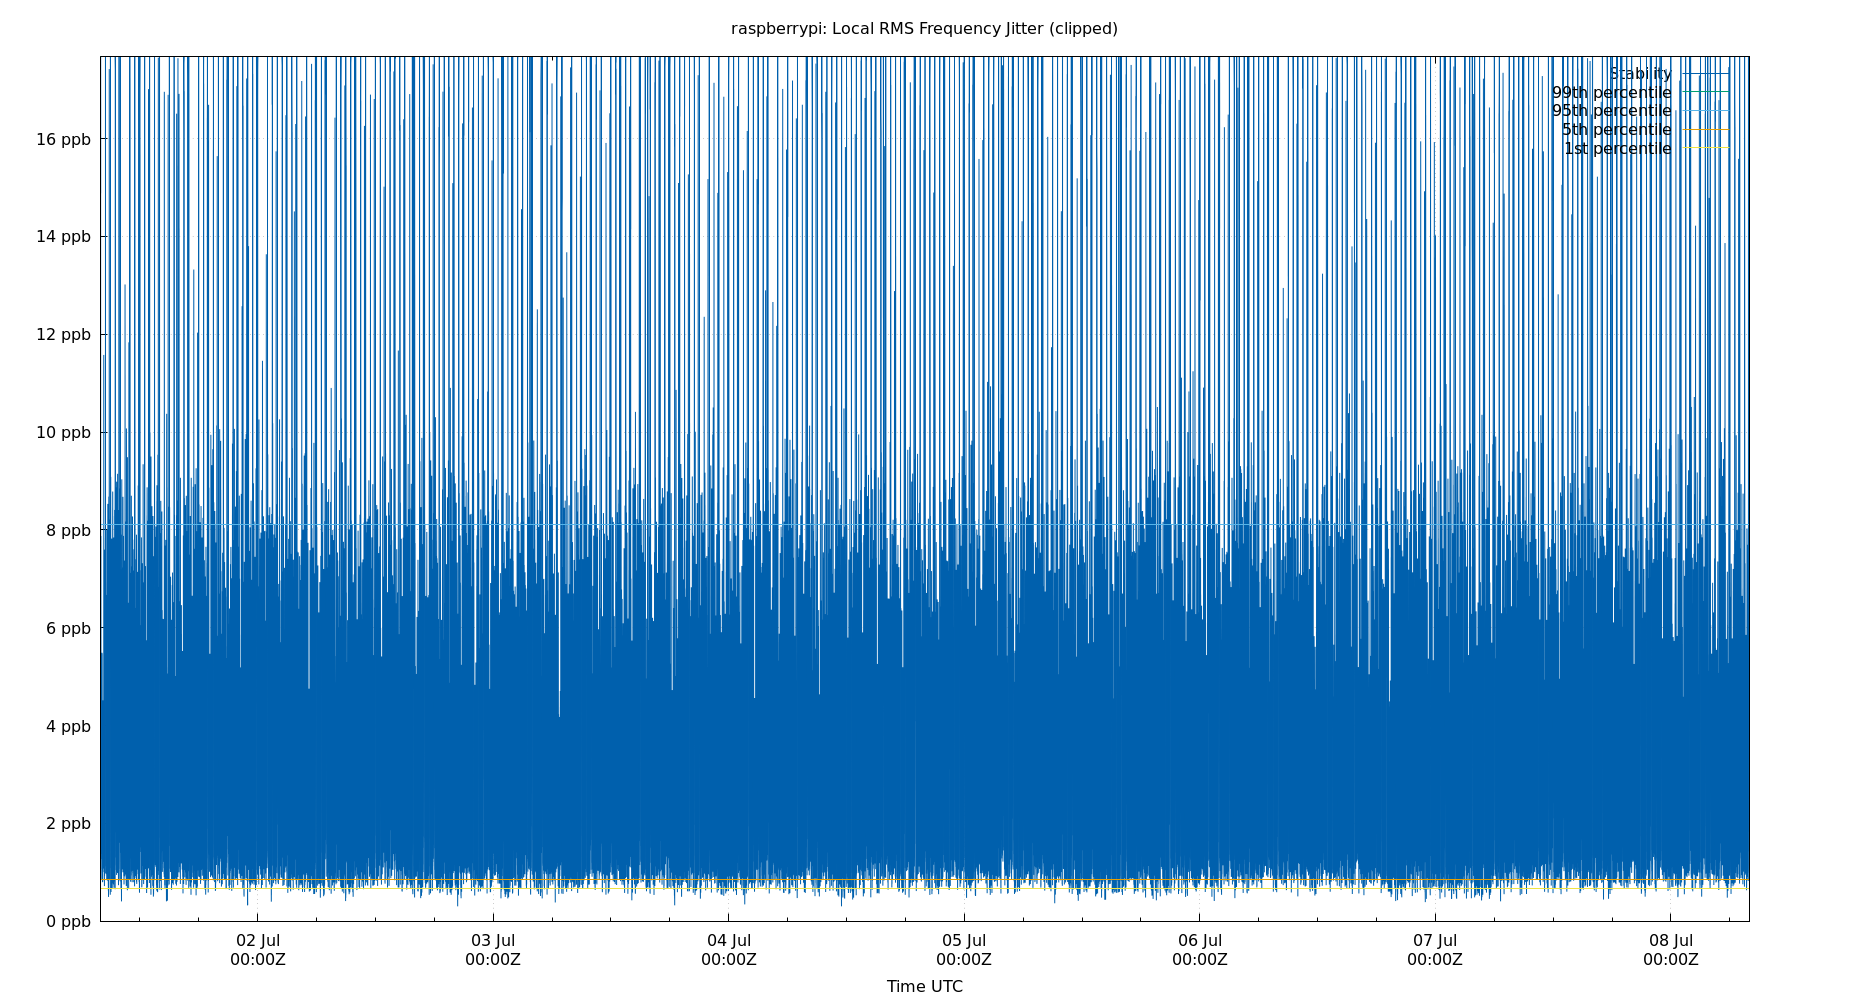 raspberrypi: Local RMS Frequency Jitter (clipped)
Stability
99th percentile
95th percentile
5th percentile
1st percentile
16 ppb
14 ppb
12 ppb
10 ppb
8 ppb
6 ppb
4 ppb
2 ppb
0 ppb
02 Jul 03 Jul 04 Jul 05 Jul 06 Jul 07 Jul 08 Jul
00:00Z 00:00Z 00:00Z 00:00Z 00:00Z 00:00Z 00:00Z
Time UTC